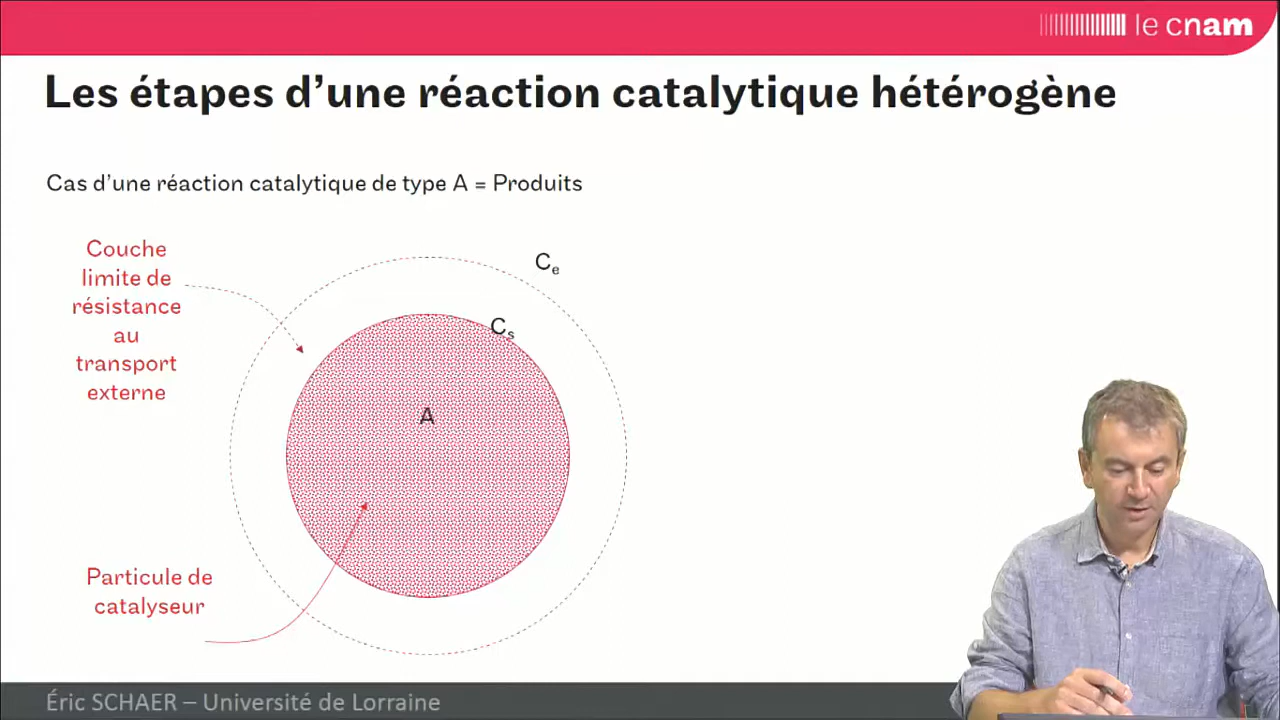 le cnam
Les étapes d’une réaction catalytique hétérogène
Cas d’une réaction catalytique de type A = Produits
Couche
limite de
résistance
au
transport
externe
Ce
Cs
A
Particule de
catalyseur
Éric SCHAER – Université de Lorraine